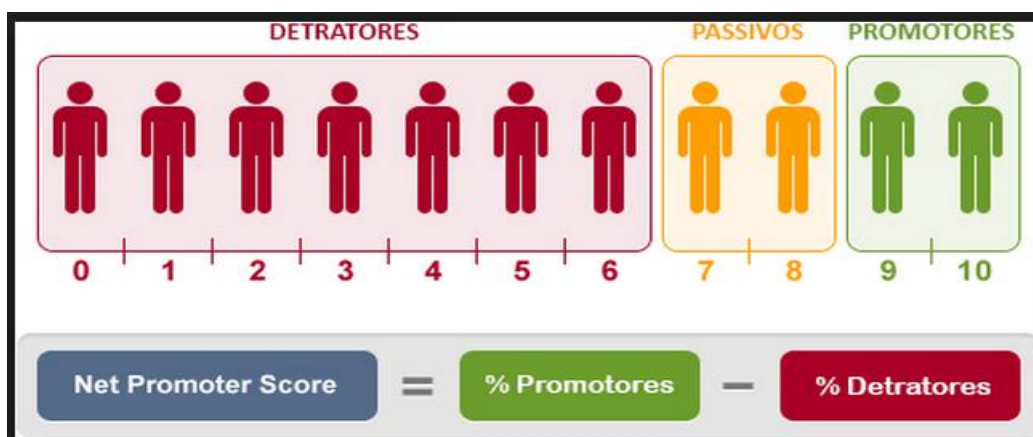 DETRATORES PASSIVOS PROMOTORES
0 1 2 3 4 5 6 7 8 9 10
Net Promoter Score = % Promotores − % Detratores